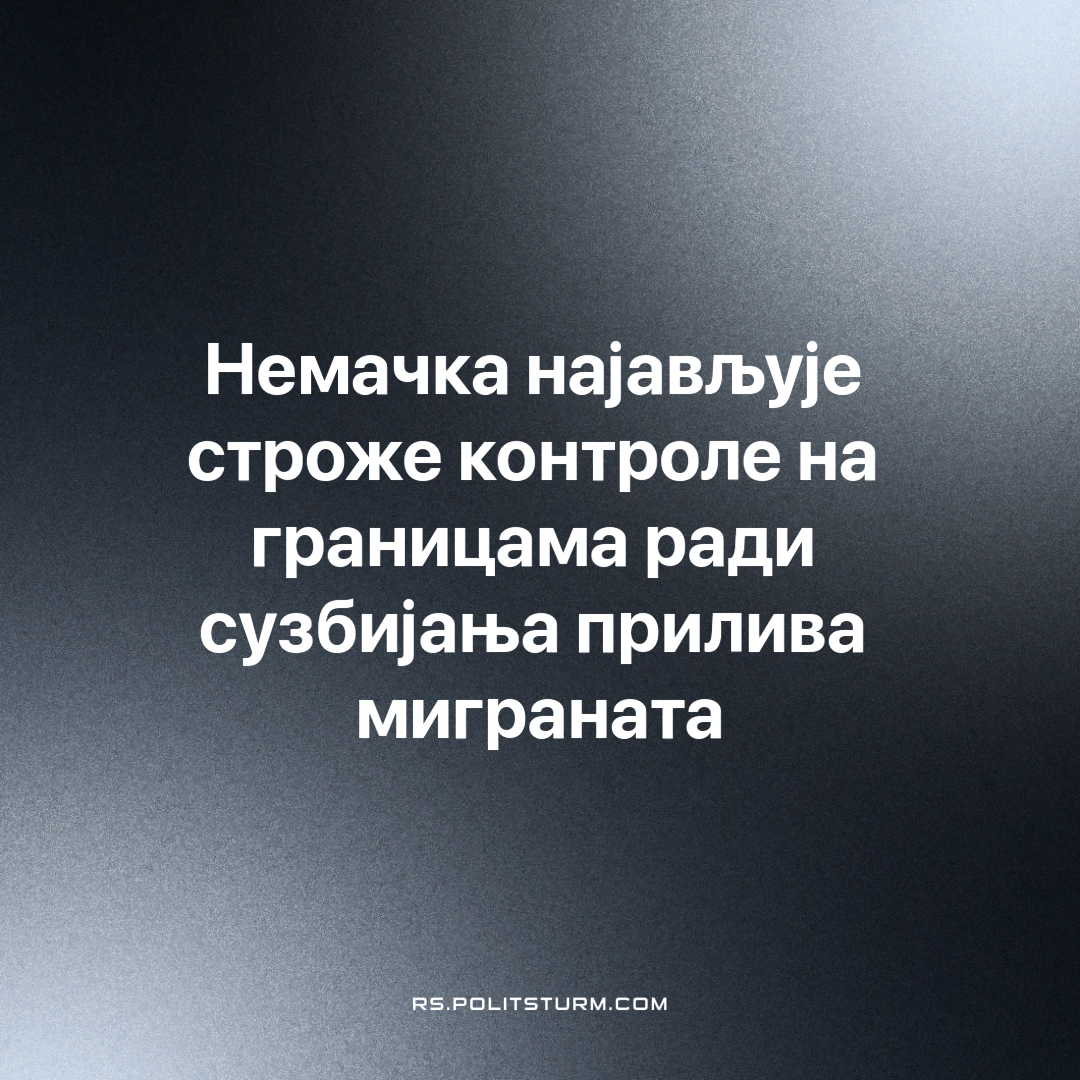 Немачка најављује
строже контроле на
границама ради
сузбијања прилива
миграната
RS.POLITSTURM.COM